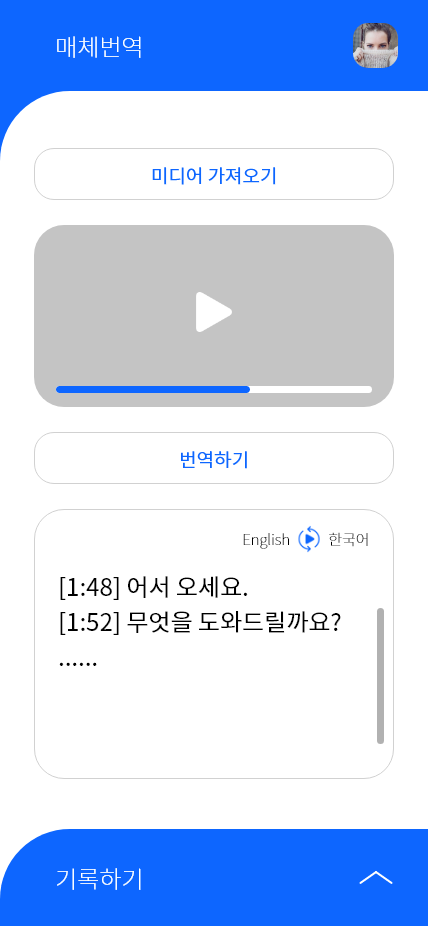 매체번역
미디어 가져오기
번역하기
English 한국어
[1:48] 어서 오세요.
[1:52] 무엇을 도와드릴까요?
......
기록하기